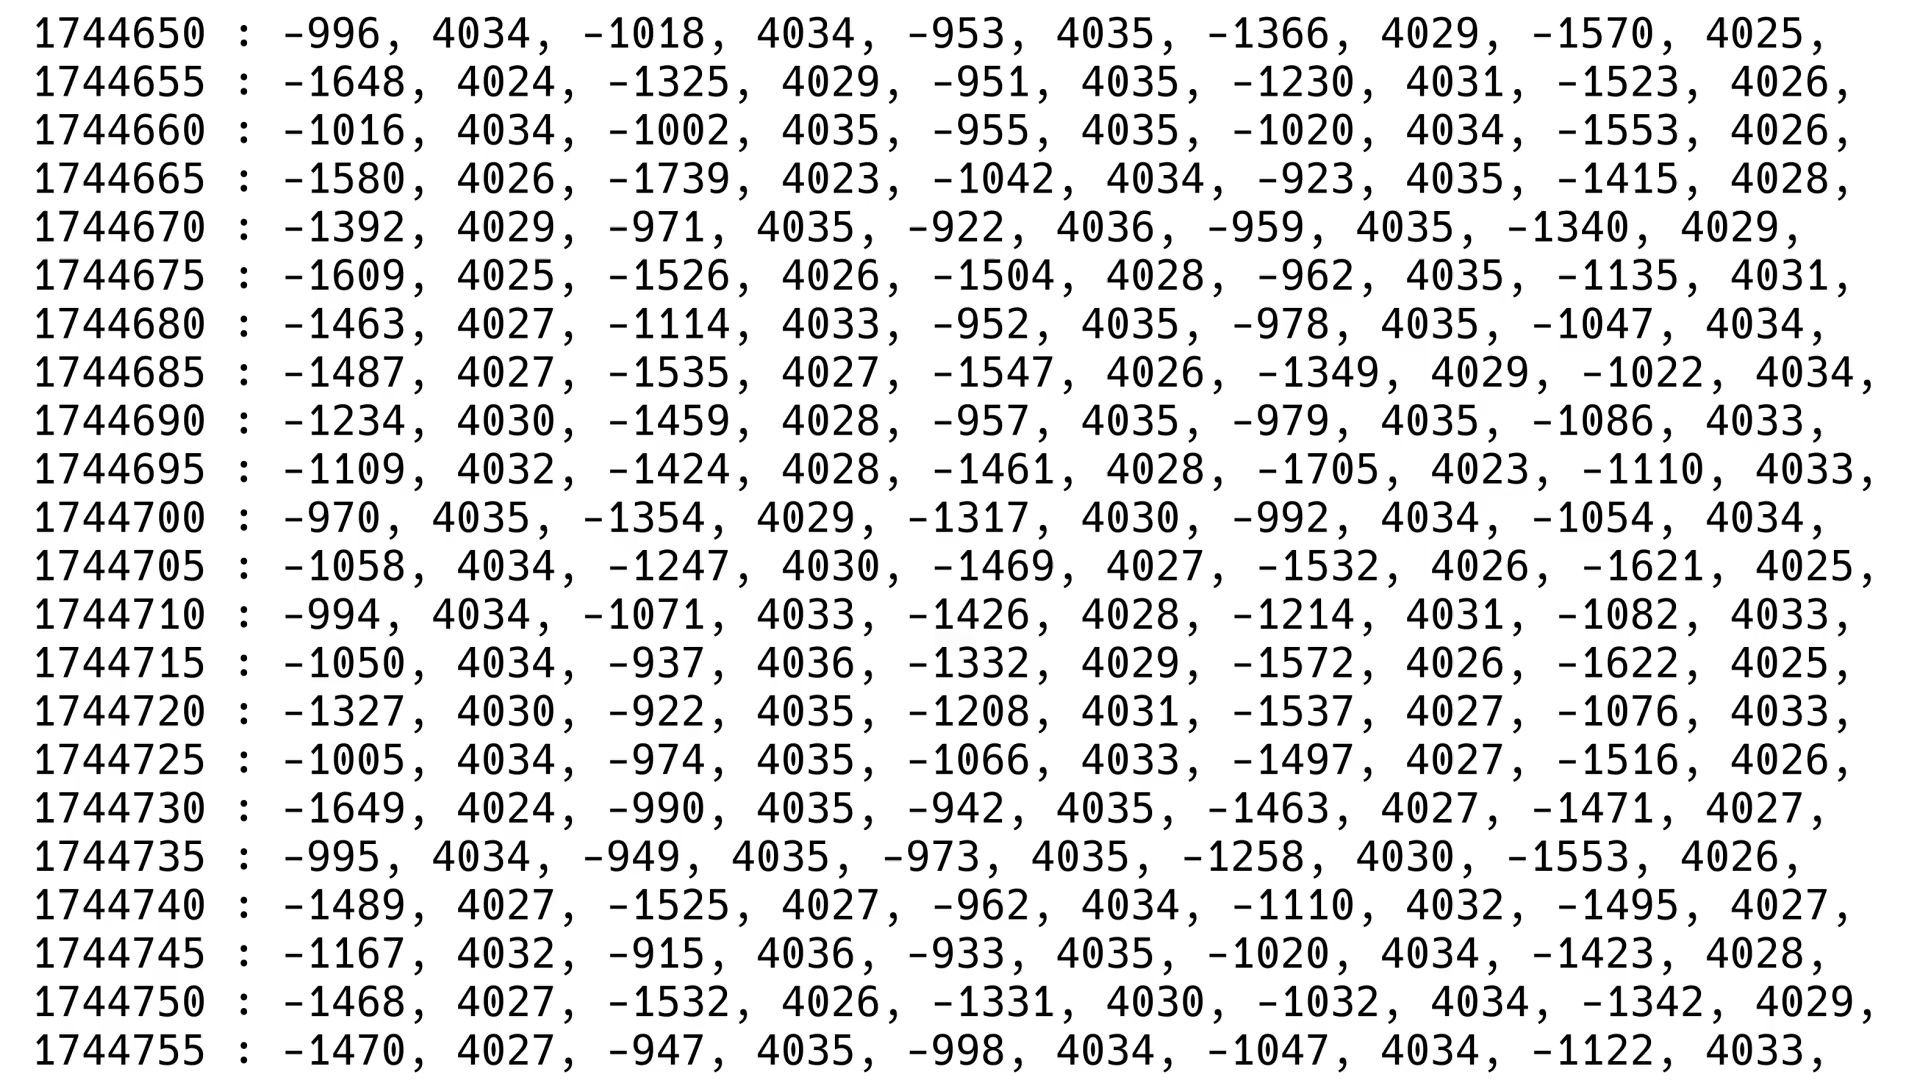 1744650 : -996, 4034, -1018, 4034, -953, 4035, -1366, 4029, -1570, 4025,
1744655 : -1648, 4024, -1325, 4029, -951, 4035, -1230, 4031, -1523, 4026,
1744660 : -1016, 4034, -1002, 4035, -955, 4035, -1020, 4034, -1553, 4026,
1744665 : -1580, 4026, -1739, 4023, -1042, 4034, -923, 4035, -1415, 4028,
1744670 : -1392, 4029, -971, 4035, -922, 4036, -959, 4035, -1340, 4029,
1744675 : -1609, 4025, -1526, 4026, -1504, 4028, -962, 4035, -1135, 4031,
1744680 : -1463, 4027, -1114, 4033, -952, 4035, -978, 4035, -1047, 4034,
1744685 : -1487, 4027, -1535, 4027, -1547, 4026, -1349, 4029, -1022, 4034,
1744690 : -1234, 4030, -1459, 4028, -957, 4035, -979, 4035, -1086, 4033,
1744695 : -1109, 4032, -1424, 4028, -1461, 4028, -1705, 4023, -1110, 4033,
1744700 : -970, 4035, -1354, 4029, -1317, 4030, -992, 4034, -1054, 4034,
1744705 : -1058, 4034, -1247, 4030, -1469, 4027, -1532, 4026, -1621, 4025,
1744710 : -994, 4034, -1071, 4033, -1426, 4028, -1214, 4031, -1082, 4033,
1744715 : -1050, 4034, -937, 4036, -1332, 4029, -1572, 4026, -1622, 4025,
1744720 : -1327, 4030, -922, 4035, -1208, 4031, -1537, 4027, -1076, 4033,
1744725 : -1005, 4034, -974, 4035, -1066, 4033, -1497, 4027, -1516, 4026,
1744730 : -1649, 4024, -990, 4035, -942, 4035, -1463, 4027, -1471, 4027,
1744735 : -995, 4034, -949, 4035, -973, 4035, -1258, 4030, -1553, 4026,
1744740 : -1489, 4027, -1525, 4027, -962, 4034, -1110, 4032, -1495, 4027,
1744745 : -1167, 4032, -915, 4036, -933, 4035, -1020, 4034, -1423, 4028,
1744750 : -1468, 4027, -1532, 4026, -1331, 4030, -1032, 4034, -1342, 4029,
1744755 : -1470, 4027, -947, 4035, -998, 4034, -1047, 4034, -1122, 4033,